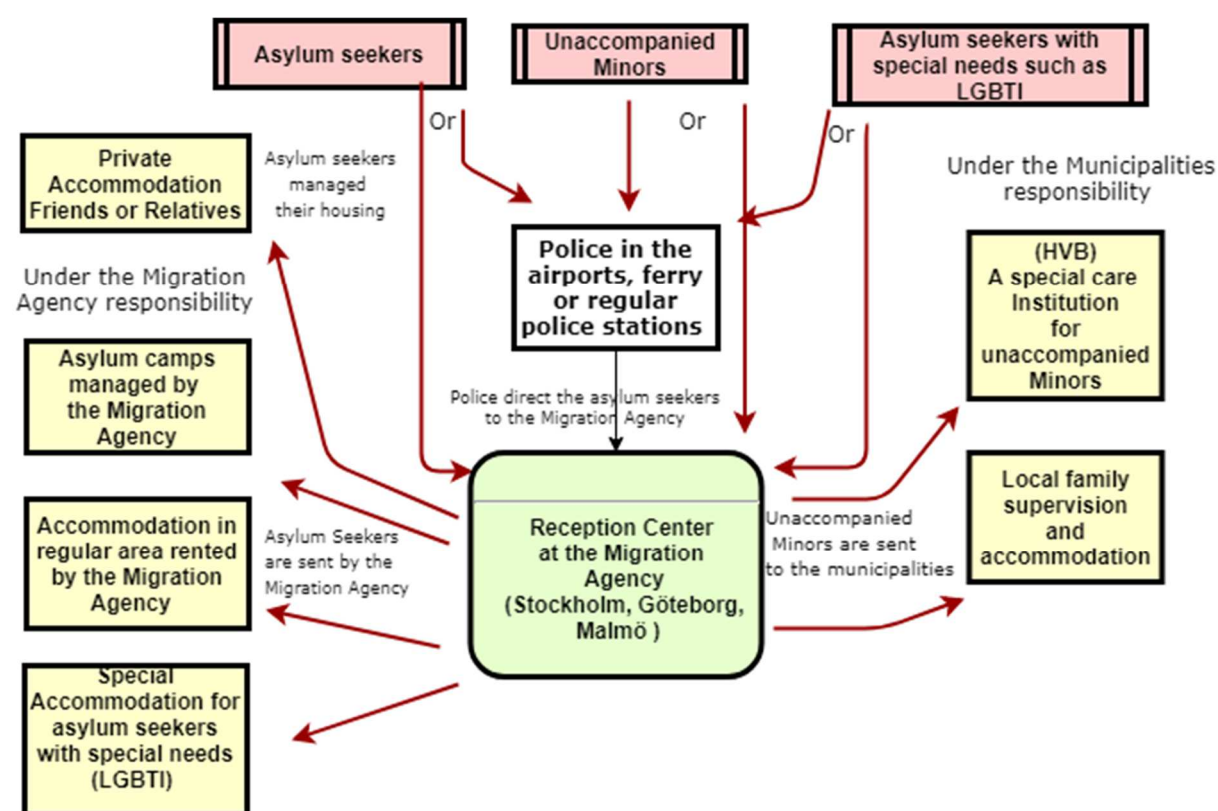 Asylum seekers
Unaccompanied
Minors
Asylum seekers with
special needs such as
LGBTI
Or
Or
Or
Private
Accommodation
Friends or Relatives
Asylum seekers
managed
their housing
Under the Municipalities
responsibility
Police in the
airports, ferry
or regular
police stations
(HVB)
A special care
Institution
for
unaccompanied
Minors
Under the Migration
Agency responsibility
Asylum camps
managed by
the Migration
Agency
Police direct the asylum seekers
to the Migration Agency
Accommodation in
regular area rented
by the Migration
Agency
Asylum Seekers
are sent by the
Migration Agency
Reception Center
at the Migration
Agency
(Stockholm, Göteborg,
Malmö )
Unaccompanied
Minors are sent
to the municipalities
Local family
supervision
and
accommodation
Special
Accommodation for
asylum seekers
with special needs
(LGBTI)